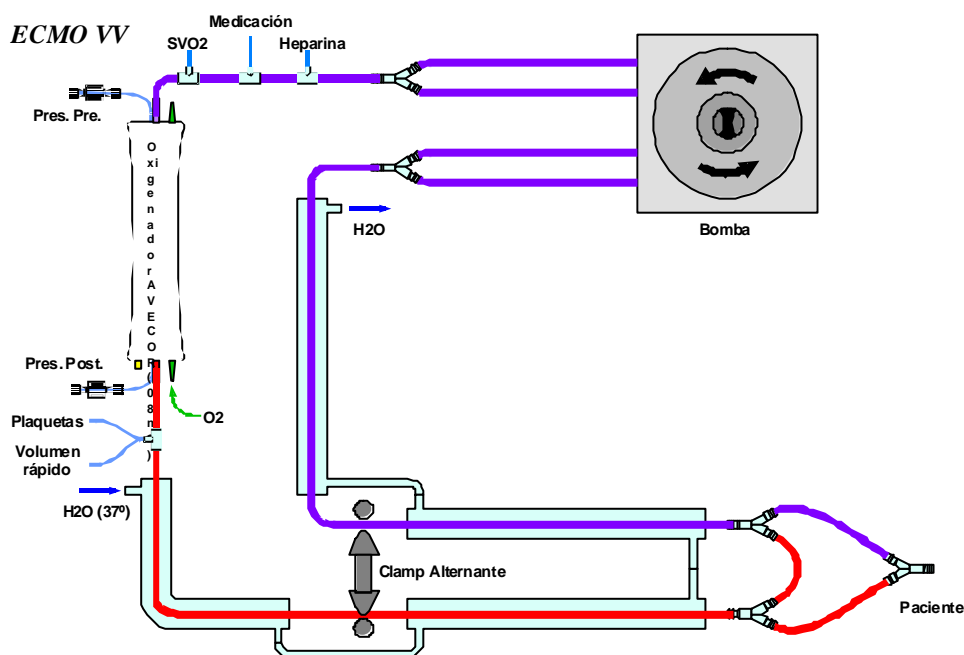 ECMO VV
Medicación
SVO2
Heparina
Pres. Pre.
Oxigenador AVECOR (08m)
H2O
Bomba
Pres. Post.
O2
Plaquetas
Volumen
rápido
H2O (37º)
Clamp Alternante
Paciente